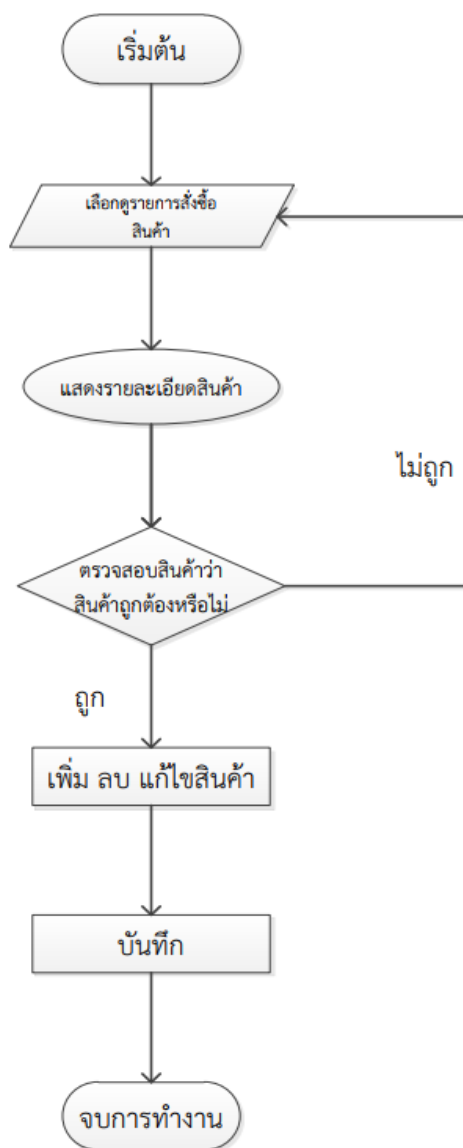 เริ่มต้น
เลือกดูรายการสั่งซื้อ
สินค้า
แสดงรายละเอียดสินค้า
ไม่ถูก
ตรวจสอบสินค้าว่า
สินค้าถูกต้องหรือไม่
ถูก
เพิ่ม ลบ แก้ไขสินค้า
บันทึก
จบการทำงาน